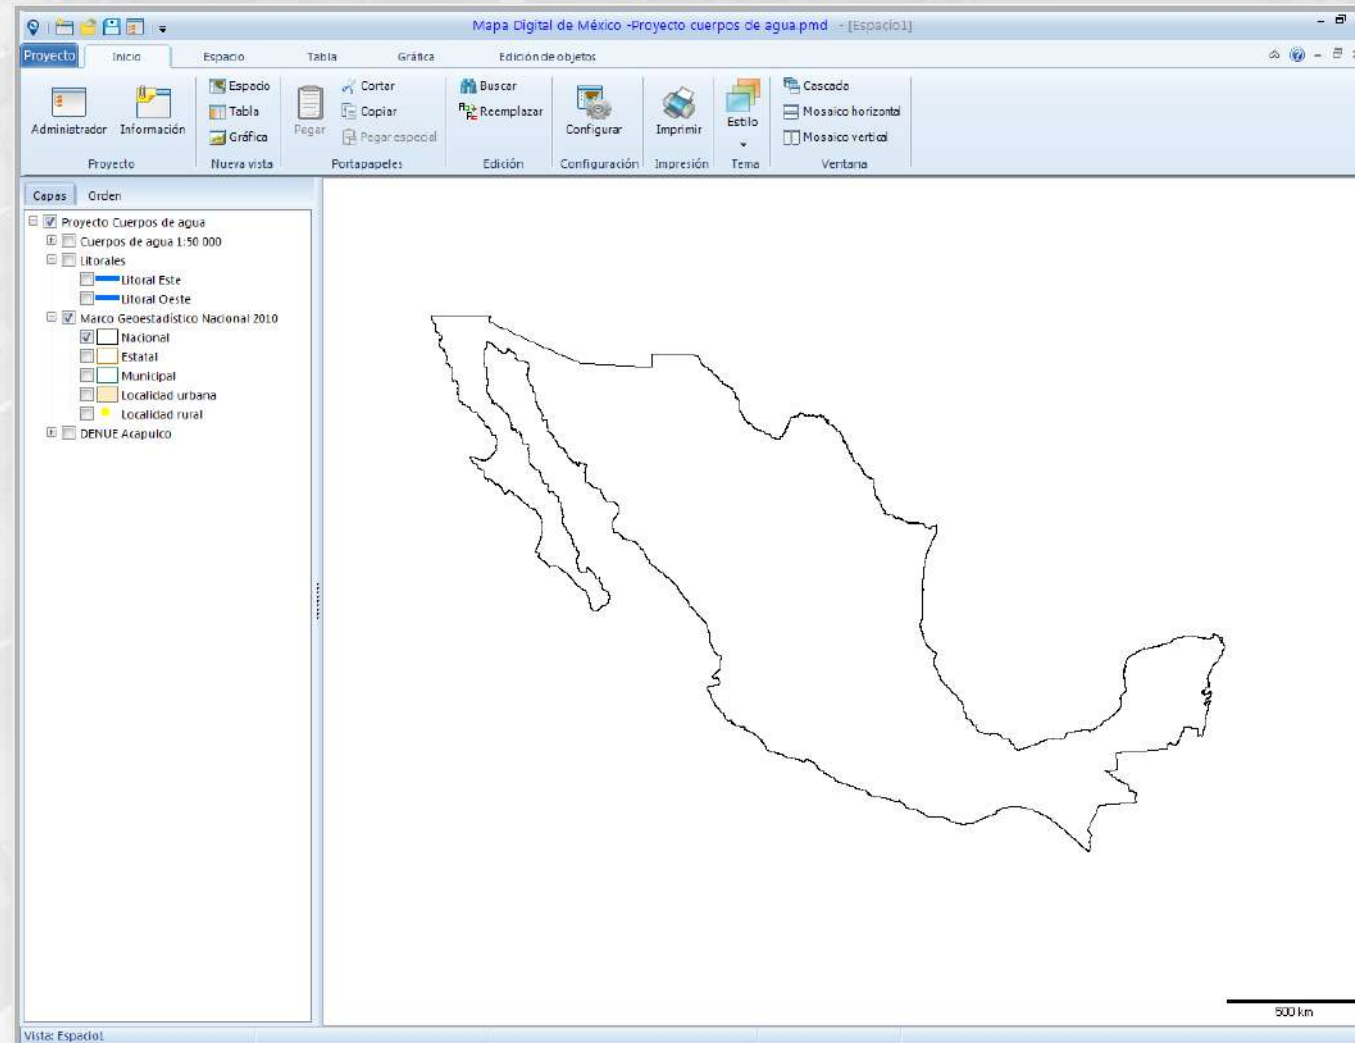 Mapa Digital de México -Proyecto cuerpos de agua.pmd - [Espacio1]
Proyecto Inicio Espacio Tabla Gráfica Edición de objetos
Administrador Información Espacio Tabla Gráfica Pegar Cortar Copiar Pegar especial Buscar Reemplazar Configurar Imprimir Estilo Cascada Mosaico horizontal Mosaico vertical
Proyecto Nueva vista Portapapeles Edición Configuración Impresión Tema Ventana
Capas Orden
Proyecto Cuerpos de agua
Cuerpos de agua 1:50 000
Litorales
Litoral Este
Litoral Oeste
Marco Geoestadístico Nacional 2010
Nacional
Estatal
Municipal
Localidad urbana
Localidad rural
DENUE Acapulco
500 km
Vista: Espacio1